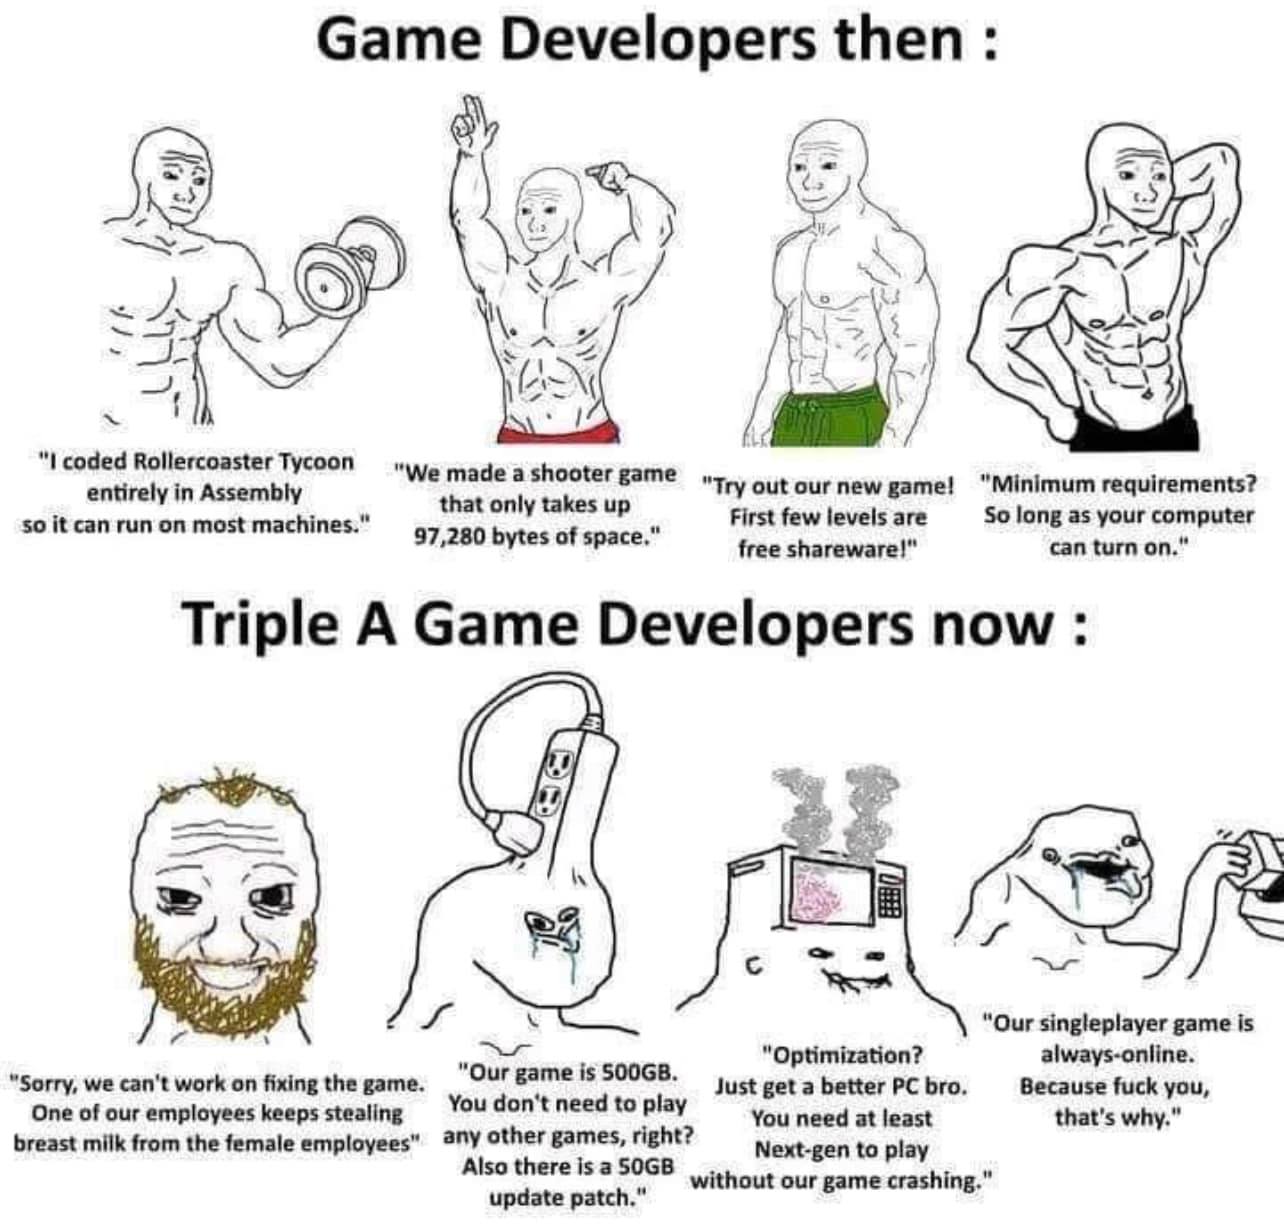 Game Developers then :
"I coded Rollercoaster Tycoon
entirely in Assembly
so it can run on most machines."
"We made a shooter game
that only takes up
97,280 bytes of space."
"Try out our new game!
First few levels are
free shareware!"
"Minimum requirements?
So long as your computer
can turn on."
Triple A Game Developers now :
"Sorry, we can't work on fixing the game.
One of our employees keeps stealing
breast milk from the female employees"
"Our game is 500GB.
You don't need to play
any other games, right?
Also there is a 50GB
update patch."
"Optimization?
Just get a better PC bro.
You need at least
Next-gen to play
without our game crashing."
"Our singleplayer game is
always-online.
Because fuck you,
that's why."